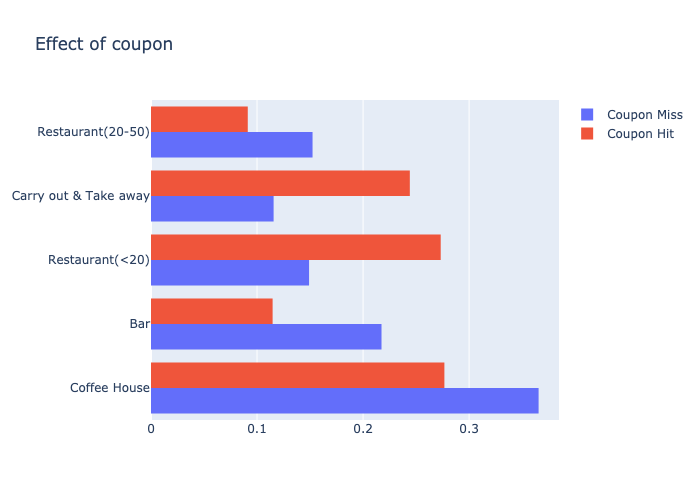 Effect of coupon
Coupon Miss
Coupon Hit
Restaurant(20-50)
Carry out & Take away
Restaurant(<20)
Bar
Coffee House
0 0.1 0.2 0.3